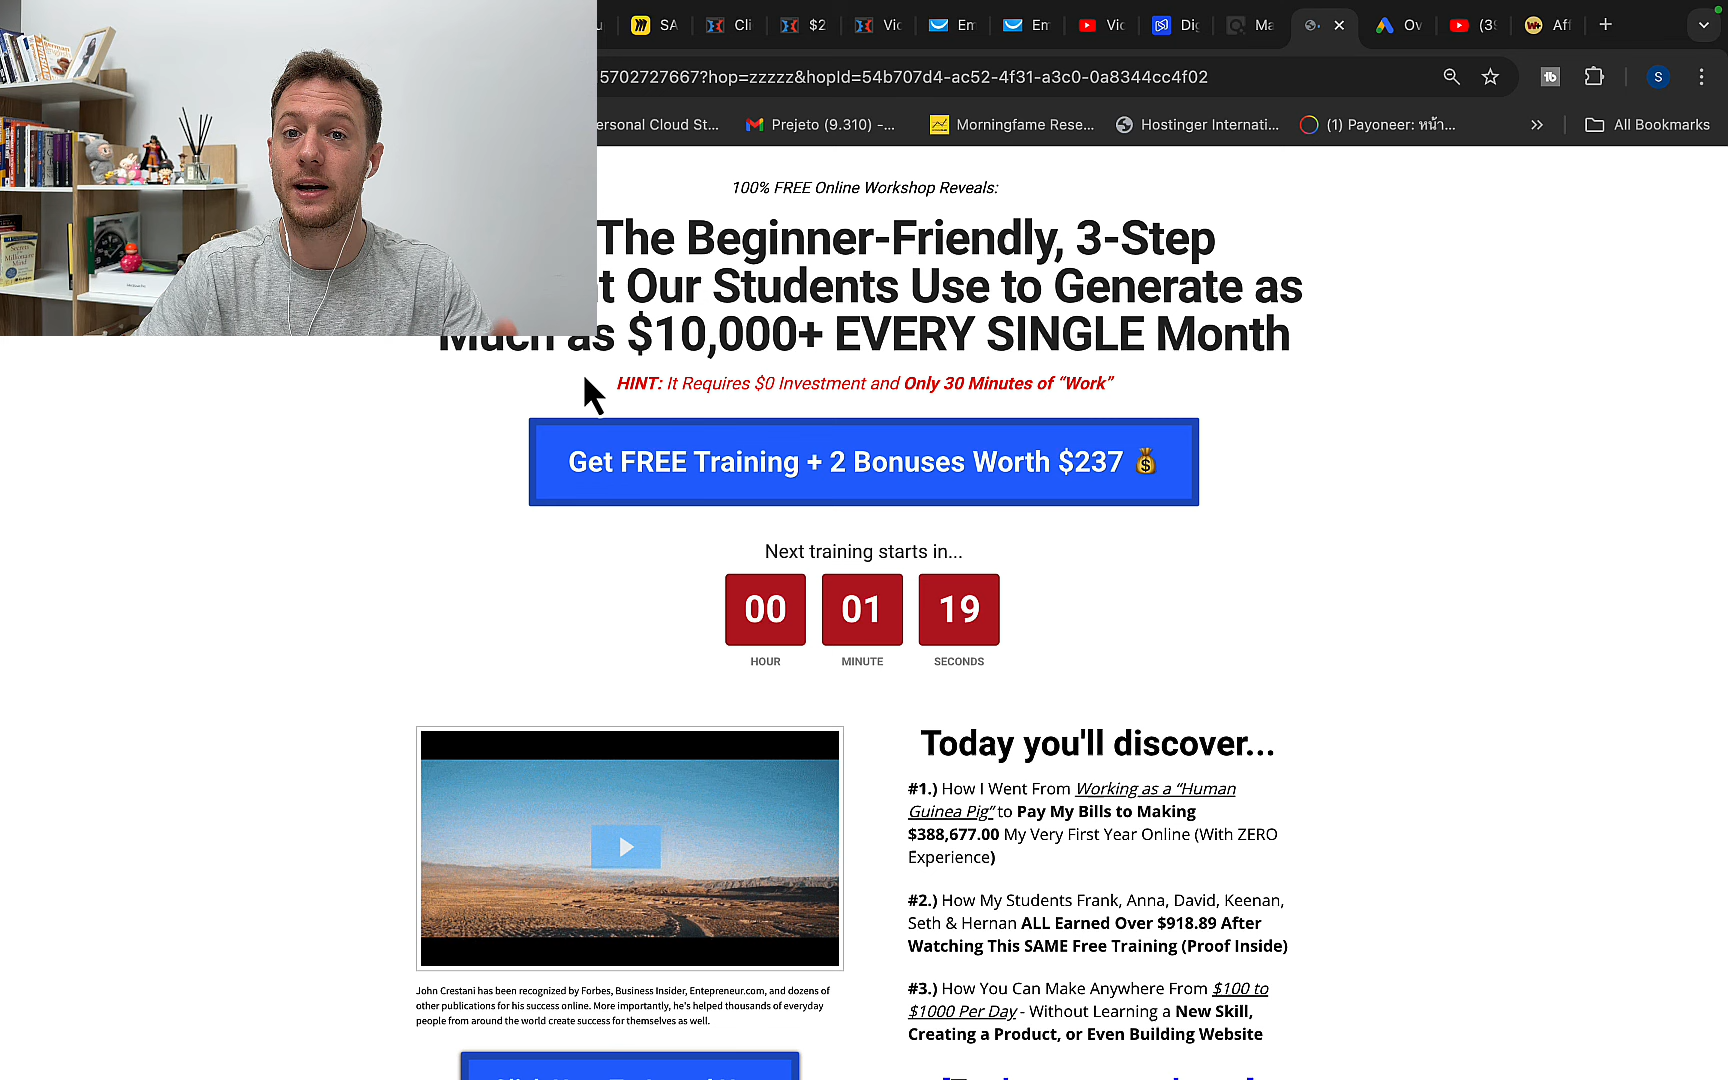 SA
Cli
$2
Vic
Em
Em
Vic
Dig
Ma
Ov
(39
Aff
5702727667?hop=zzzzz&hopId=54b707d4-ac52-4f31-a3c0-0a8344cc4f02
S
ersonal Cloud St...
Prejeto (9.310) -...
Morningfame Rese...
Hostinger Internati...
(1) Payoneer: หน้า...
All Bookmarks
100% FREE Online Workshop Reveals:
The Beginner-Friendly, 3-Step
t Our Students Use to Generate as
Much as $10,000+ EVERY SINGLE Month
HINT: It Requires $0 Investment and Only 30 Minutes of “Work”
Get FREE Training + 2 Bonuses Worth $237
Next training starts in...
00 01 19
HOUR MINUTE SECONDS
Today you'll discover...
#1.) How I Went From Working as a “Human
Guinea Pig” to Pay My Bills to Making
$388,677.00 My Very First Year Online (With ZERO
Experience)
#2.) How My Students Frank, Anna, David, Keenan,
Seth & Hernan ALL Earned Over $918.89 After
Watching This SAME Free Training (Proof Inside)
#3.) How You Can Make Anywhere From $100 to
$1000 Per Day - Without Learning a New Skill,
Creating a Product, or Even Building Website
John Crestani has been recognized by Forbes, Business Insider, Entepreneur.com, and dozens of
other publications for his success online. More importantly, he's helped thousands of everyday
people from around the world create success for themselves as well.